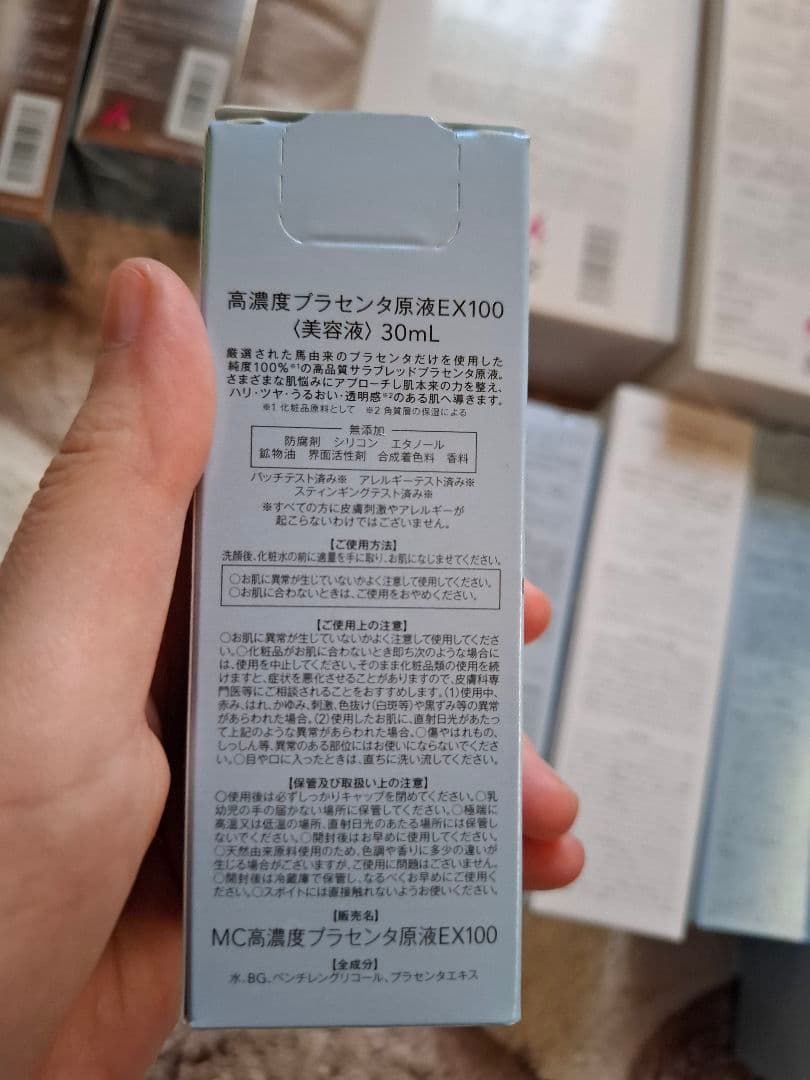 高濃度プラセンタ原液EX100
〈美容液〉30mL
厳選された馬由来のプラセンタだけを使用した
純度100%※1の高品質サラブレッドプラセンタ原液。
さまざまな肌悩みにアプローチし肌本来の力を整え、
ハリ・ツヤ・うるおい・透明感※2のある肌へ導きます。
※1 化粧品原料として ※2 角質層の保湿による
無添加
防腐剤 シリコン エタノール
鉱物油 界面活性剤 合成着色料 香料
パッチテスト済み※ アレルギーテスト済み※
スティンギングテスト済み※
※すべての方に皮膚刺激やアレルギーが
起こらないわけではございません。
【ご使用方法】
洗顔後、化粧水の前に適量を手に取り、お肌になじませてください。
○お肌に異常が生じていないかよく注意して使用してください。
○お肌に合わないときは、ご使用をおやめください。
【ご使用上の注意】
○お肌に異常が生じていないかよく注意して使用してくださ
い。○化粧品がお肌に合わないとき即ち次のような場合に
は、使用を中止してください。そのまま化粧品類の使用を続
けますと、症状を悪化させることがありますので、皮膚科専
門医等にご相談されることをおすすめします。(1)使用中、
赤み、はれ、かゆみ、刺激、色抜け(白斑等)や黒ずみ等の異常
があらわれた場合。(2)使用したお肌に、直射日光があたっ
て上記のような異常があらわれた場合。○傷やはれもの、
しっしん等、異常のある部位にはお使いにならないでくださ
い。○目や口に入ったときは、直ちに洗い流してください。
【保管及び取扱い上の注意】
○使用後は必ずしっかりキャップを閉めてください。○乳
幼児の手の届かない場所に保管してください。○極端に
高温又は低温の場所、直射日光のあたる場所には保管し
ないでください。○開封後はお早めに使用してください。
○天然由来原料使用のため、色調や香りに多少の違いが
生じる場合がございますが、ご使用に問題はございません。
○開封後は冷蔵庫で保管し、なるべくお早めにご使用く
ださい。○スポイトには直接触れないようお使いください。
【販売名】
MC高濃度プラセンタ原液EX100
【全成分】
水、BG、ペンチレングリコール、プラセンタエキス